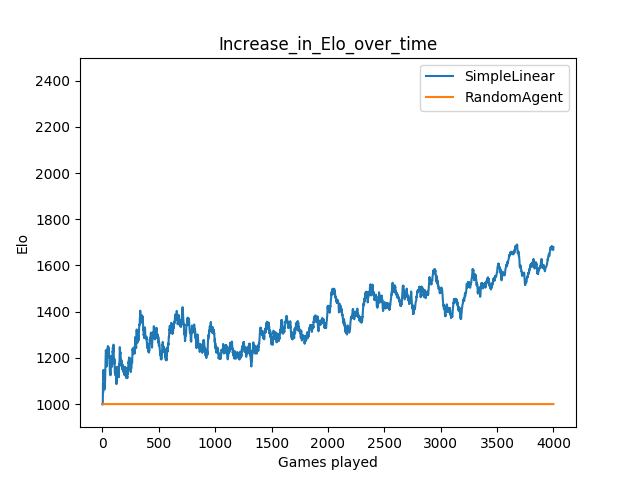 Increase_in_Elo_over_time
SimpleLinear
RandomAgent
2400
2200
2000
1800
1600
1400
1200
1000
Elo
0 500 1000 1500 2000 2500 3000 3500 4000
Games played